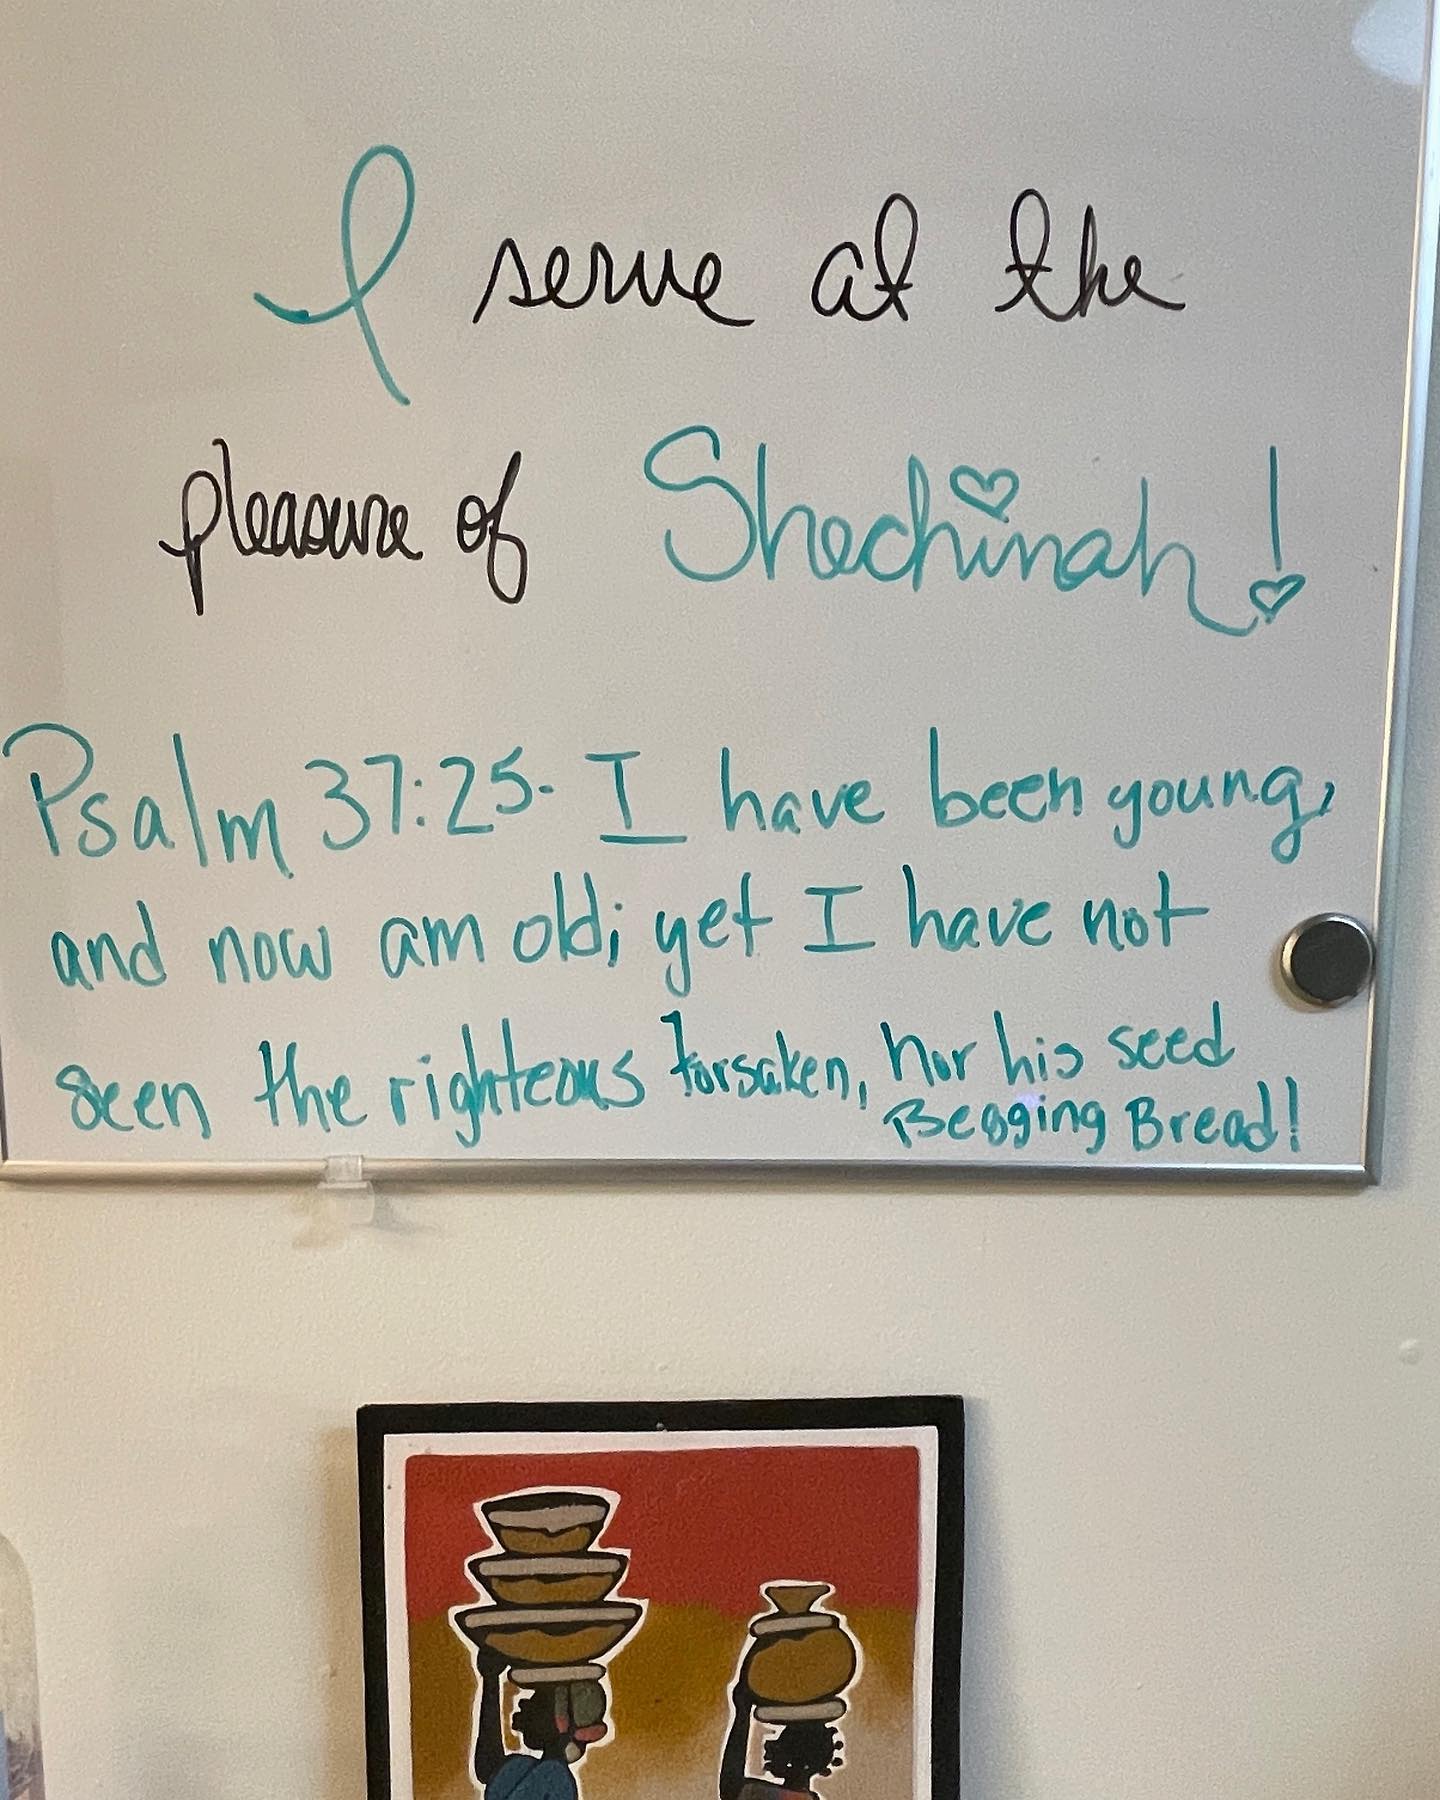 I serve at the
pleasure of Shechinah!
Psalm 37:25- I have been young,
and now am old; yet I have not
seen the righteous forsaken, nor his seed
Begging Bread!